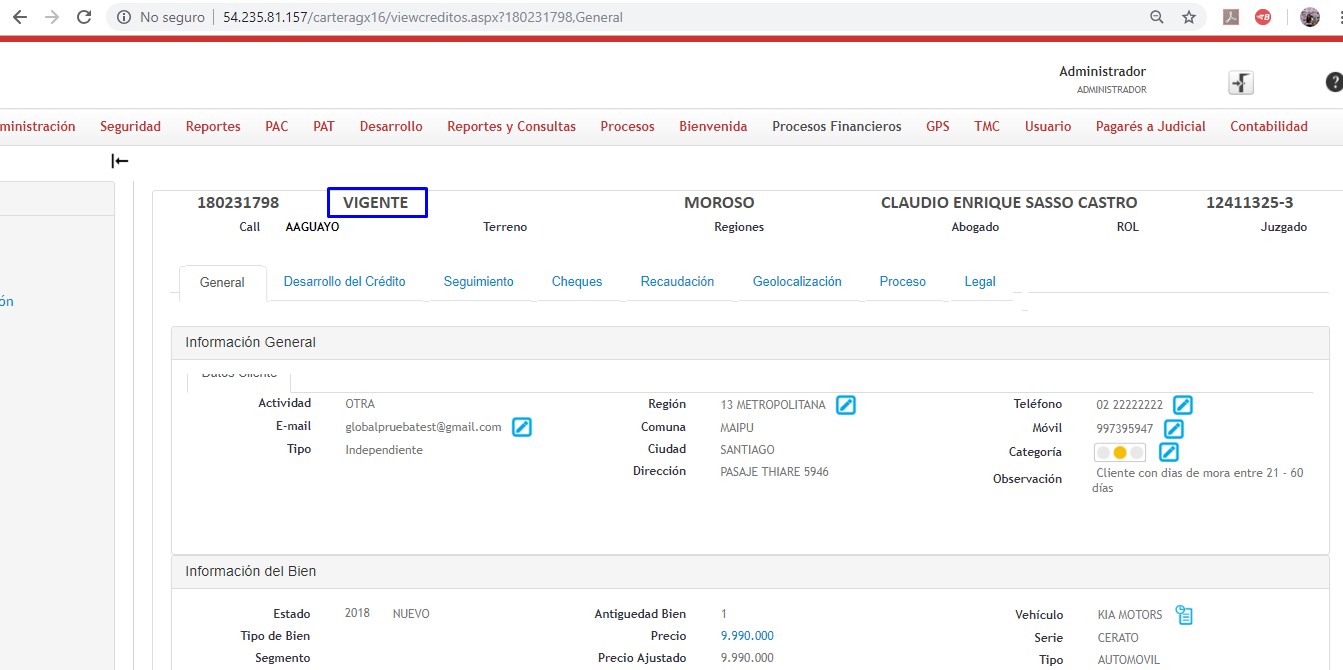 No seguro | 54.235.81.157/carteragx16/viewcreditos.aspx?180231798,General
Administrador
ADMINISTRADOR
ministración Seguridad Reportes PAC PAT Desarrollo Reportes y Consultas Procesos Bienvenida Procesos Financieros GPS TMC Usuario Pagarés a Judicial Contabilidad
180231798 VIGENTE MOROSO CLAUDIO ENRIQUE SASSO CASTRO 12411325-3
Call AAGUAYO Terreno Regiones Abogado ROL Juzgado
General Desarrollo del Crédito Seguimiento Cheques Recaudación Geolocalización Proceso Legal
ón
Información General
Datos Cliente
Actividad OTRA Región 13 METROPOLITANA Teléfono 02 22222222
E-mail globalpruebatest@gmail.com Comuna MAIPU Móvil 997395947
Tipo Independiente Ciudad SANTIAGO Categoría
Dirección PASAJE THIARE 5946 Observación Cliente con dias de mora entre 21 - 60
días
Información del Bien
Estado 2018 NUEVO Antiguedad Bien 1 Vehículo KIA MOTORS
Tipo de Bien Precio 9.990.000 Serie CERATO
Segmento Precio Ajustado 9.990.000 Tipo AUTOMOVIL